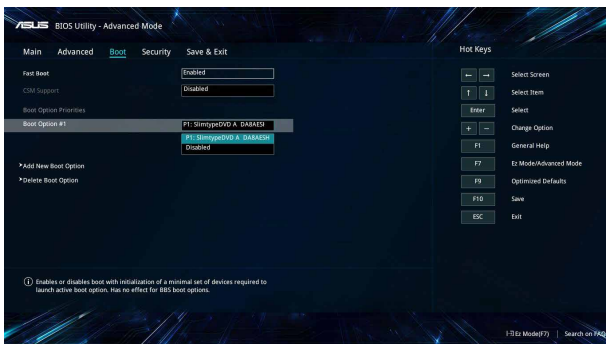 ASUS BIOS Utility - Advanced Mode
Main Advanced Boot Security Save & Exit
Hot Keys
Fast Boot Enabled
CSM Support Disabled
Boot Option Priorities
Boot Option #1 P1: SlimtypeDVD A DA8AESI
P1: SlimtypeDVD A DA8AESH
Disabled
>Add New Boot Option
>Delete Boot Option
← → Select Screen
↑ ↓ Select Item
Enter Select
+ − Change Option
F1 General Help
F7 Ez Mode/Advanced Mode
F9 Optimized Defaults
F10 Save
ESC Exit
Enables or disables boot with initialization of a minimal set of devices required to
launch active boot option. Has no effect for BBS boot options.
Ez Mode(F7) | Search on FAQ